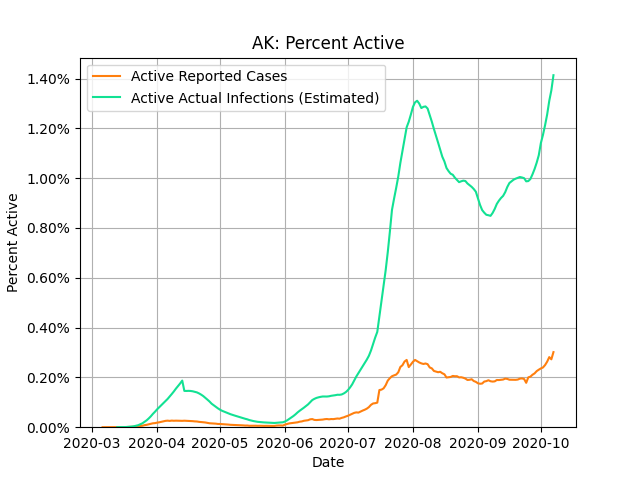 AK: Percent Active
Active Reported Cases
Active Actual Infections (Estimated)
Percent Active
1.40%
1.20%
1.00%
0.80%
0.60%
0.40%
0.20%
0.00%
2020-03 2020-04 2020-05 2020-06 2020-07 2020-08 2020-09 2020-10
Date